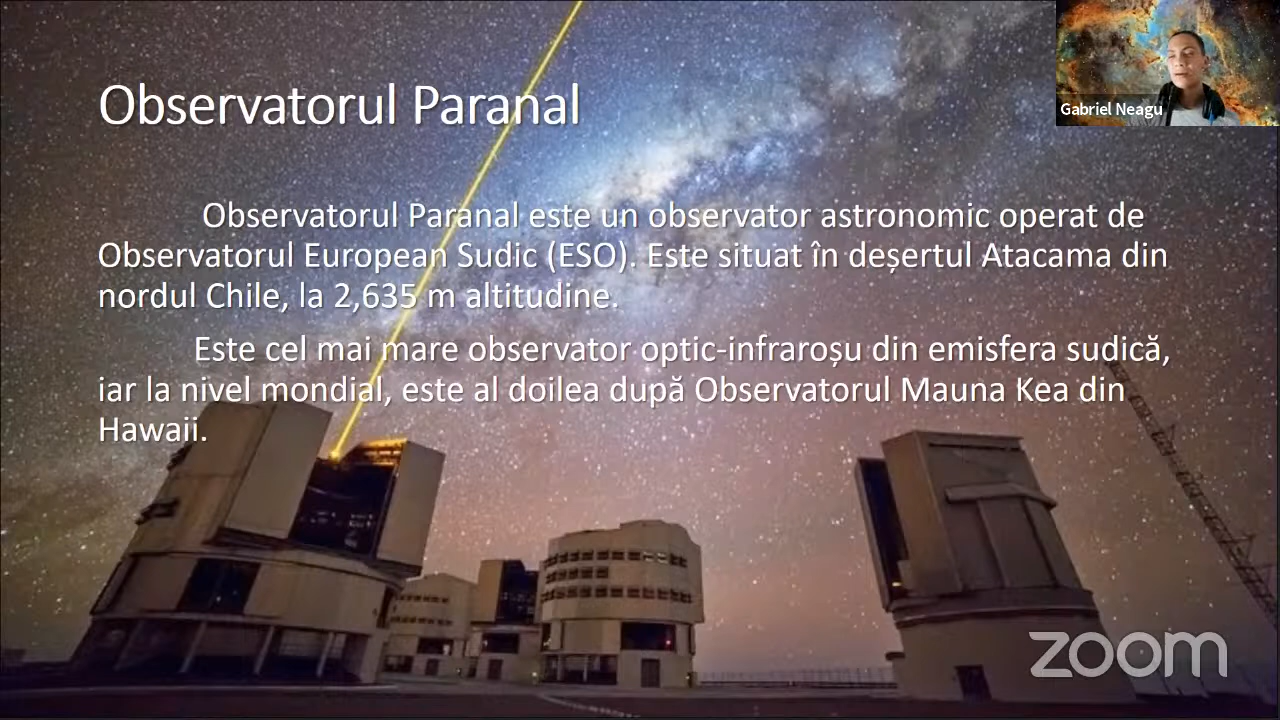 Observatorul Paranal
Gabriel Neagu
Observatorul Paranal este un observator astronomic operat de
Observatorul European Sudic (ESO). Este situat în deșertul Atacama din
nordul Chile, la 2,635 m altitudine.
Este cel mai mare observator optic-infraroșu din emisfera sudică,
iar la nivel mondial, este al doilea după Observatorul Mauna Kea din
Hawaii.
zoom